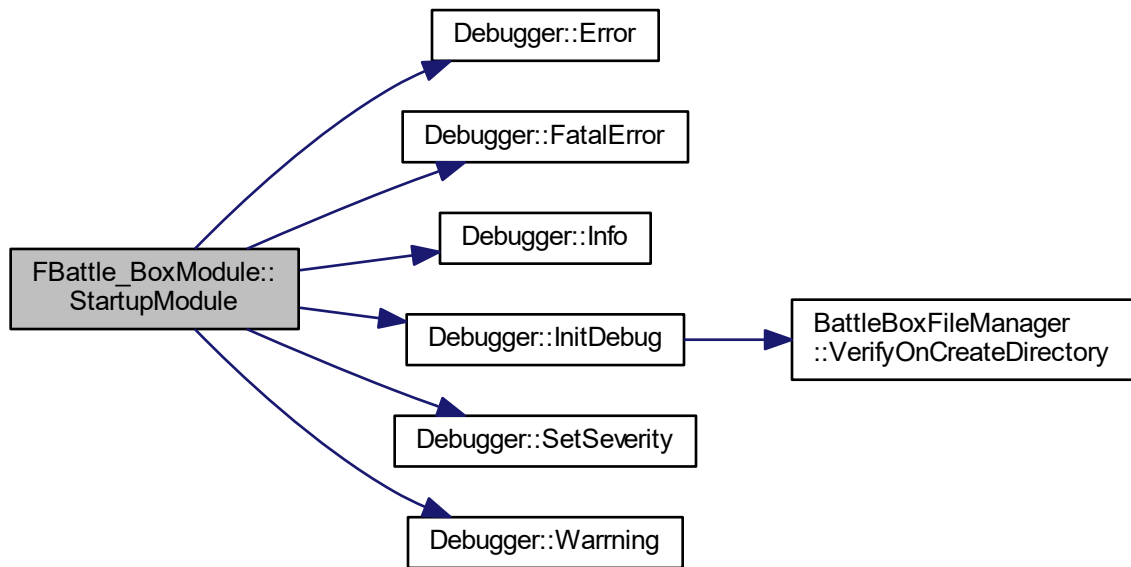 Debugger::Error
Debugger::FatalError
Debugger::Info
FBattle_BoxModule::
StartupModule
Debugger::InitDebug
BattleBoxFileManager
::VerifyOnCreateDirectory
Debugger::SetSeverity
Debugger::Warrning